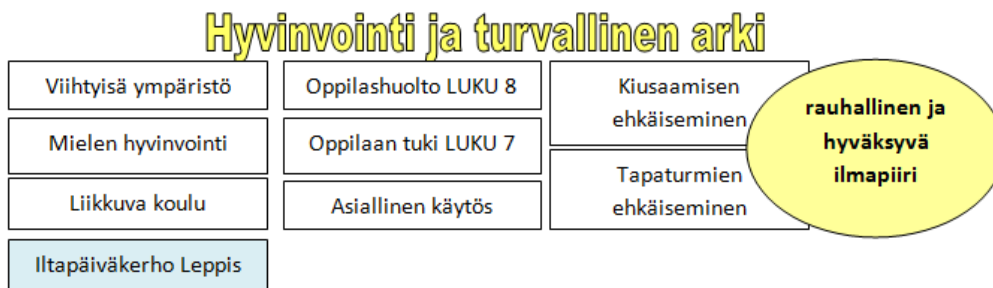 Hyvinvointi ja turvallinen arki
Viihtyisä ympäristö
Mielen hyvinvointi
Liikkuva koulu
Iltapäiväkerho Leppis
Oppilashuolto LUKU 8
Oppilaan tuki LUKU 7
Asiallinen käytös
Kiusaamisen
ehkäiseminen
Tapaturmien
ehkäiseminen
rauhallinen ja
hyväksyvä
ilmapiiri